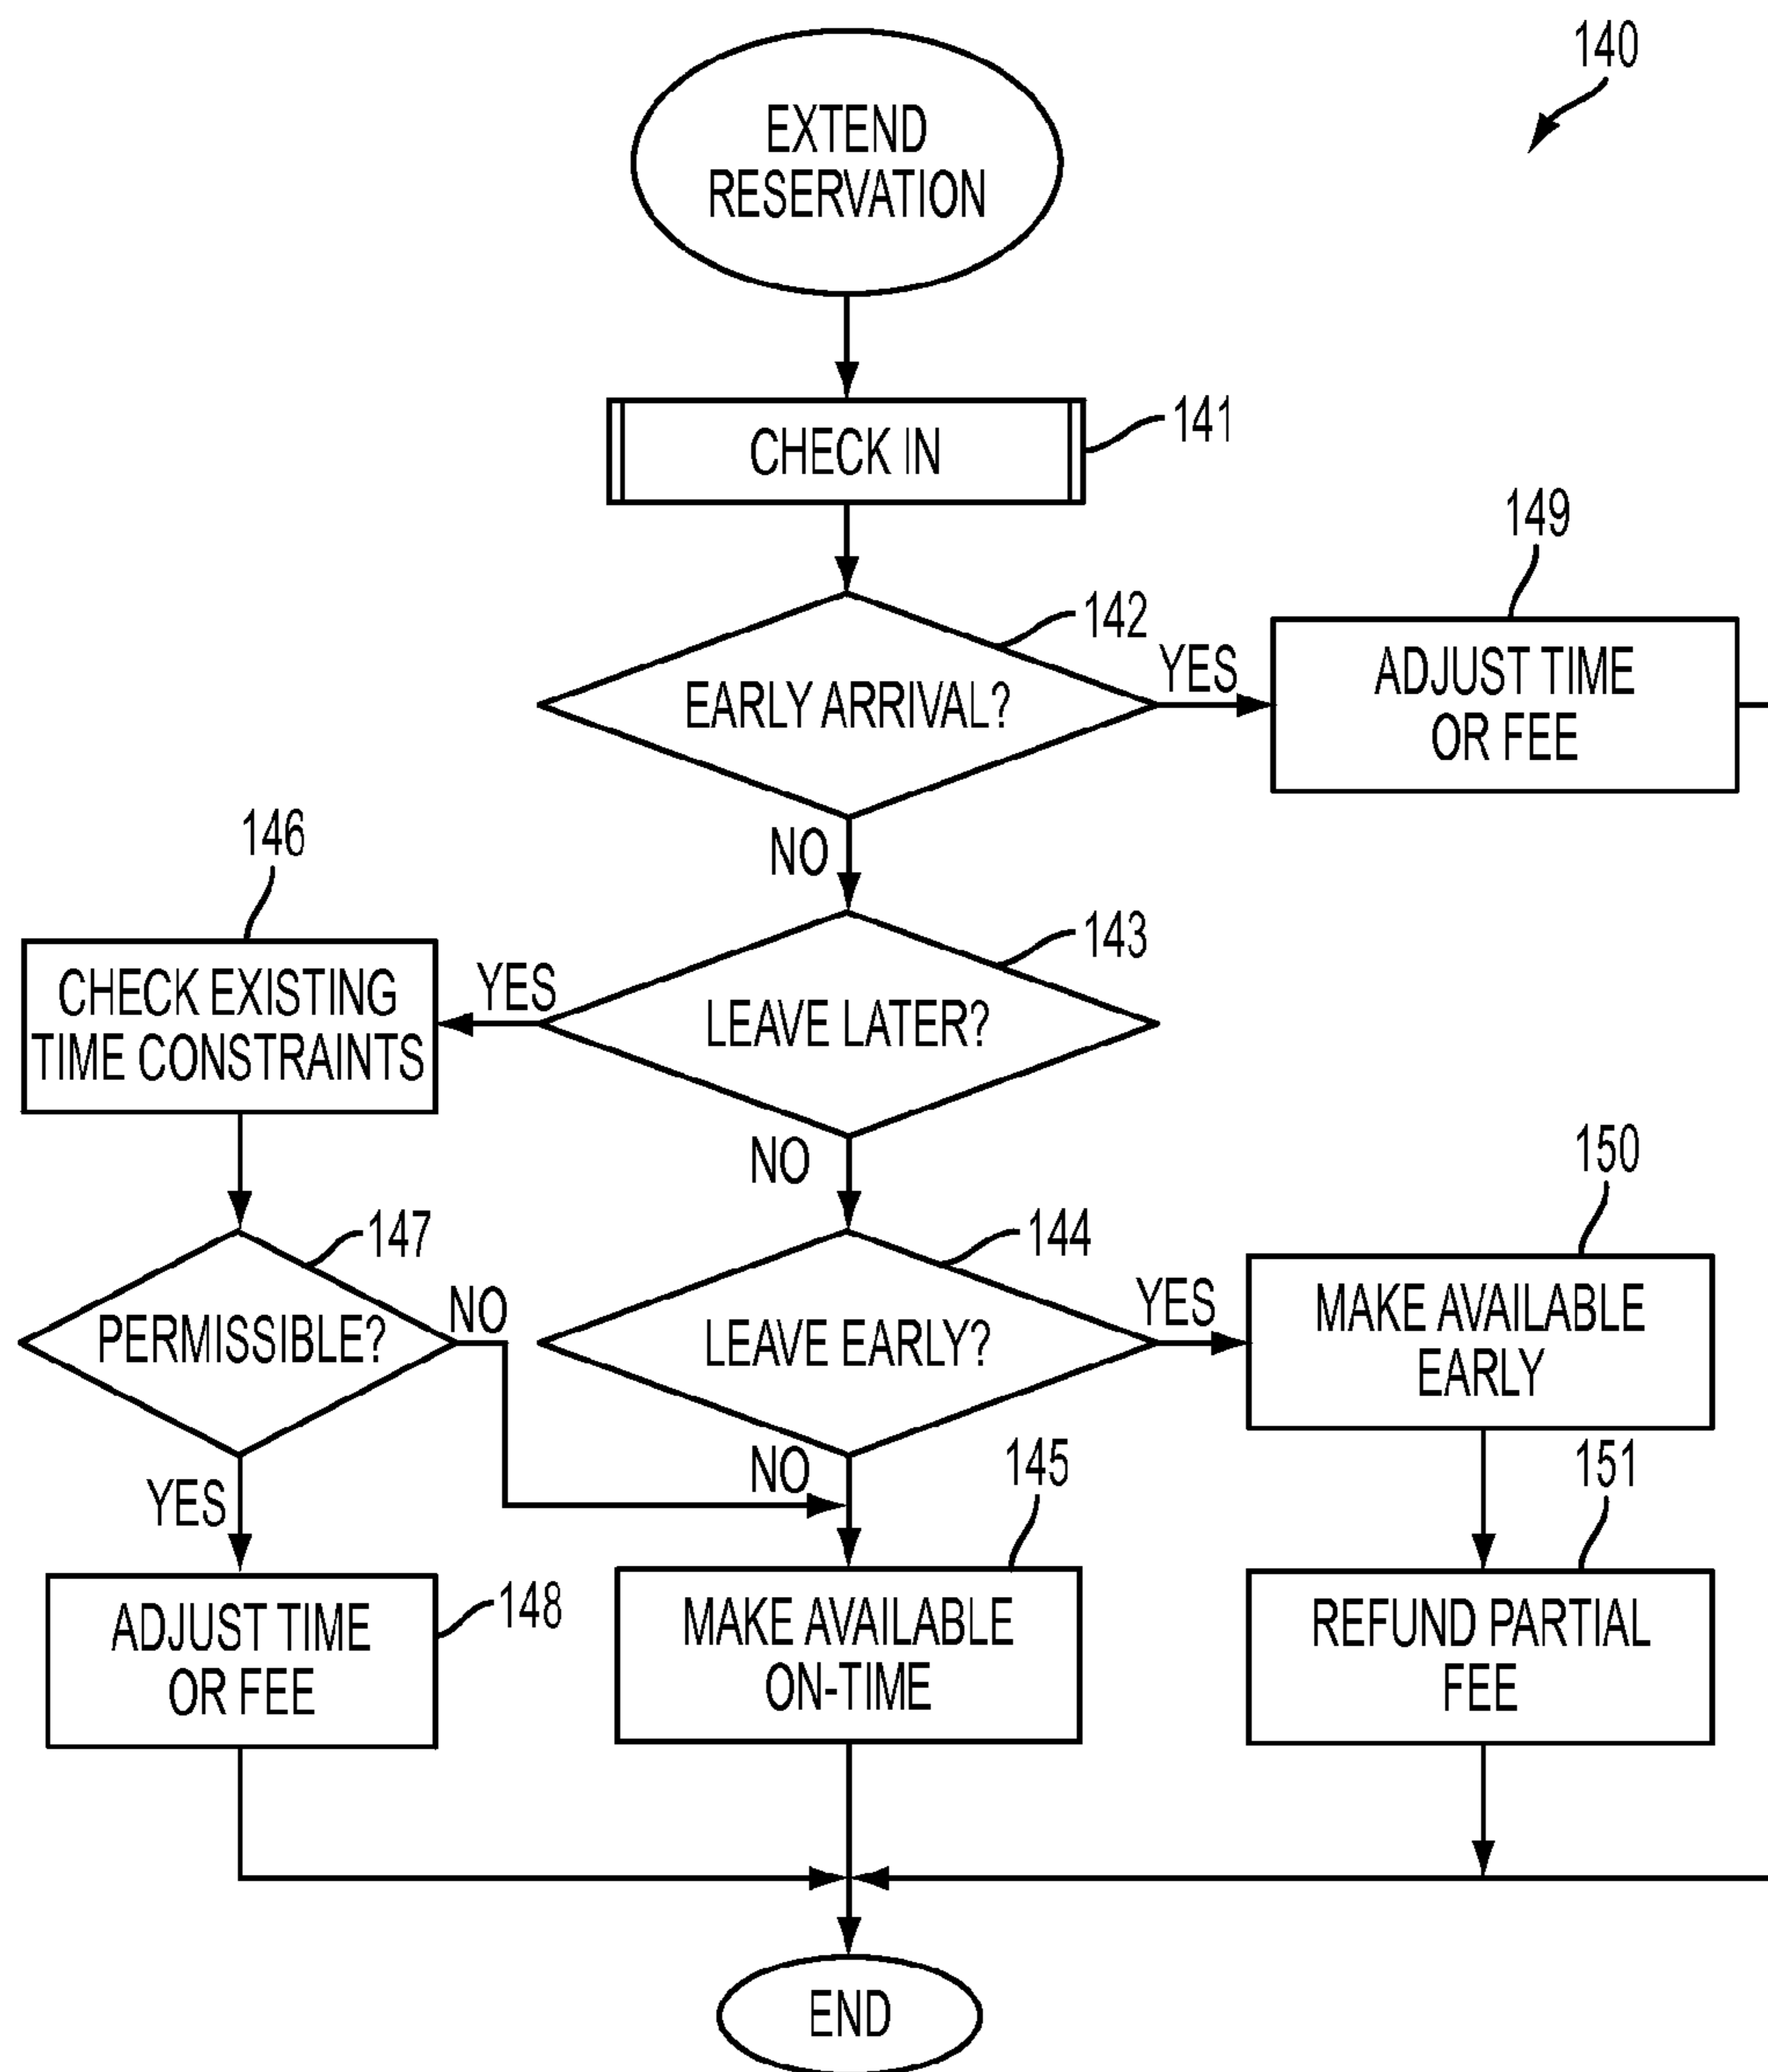 140
EXTEND
RESERVATION
CHECK IN
141
142
EARLY ARRIVAL?
YES
149
ADJUST TIME
OR FEE
NO
143
LEAVE LATER?
YES
146
CHECK EXISTING
TIME CONSTRAINTS
NO
147
PERMISSIBLE?
NO
144
LEAVE EARLY?
YES
150
MAKE AVAILABLE
EARLY
YES
148
ADJUST TIME
OR FEE
NO
145
MAKE AVAILABLE
ON-TIME
151
REFUND PARTIAL
FEE
END